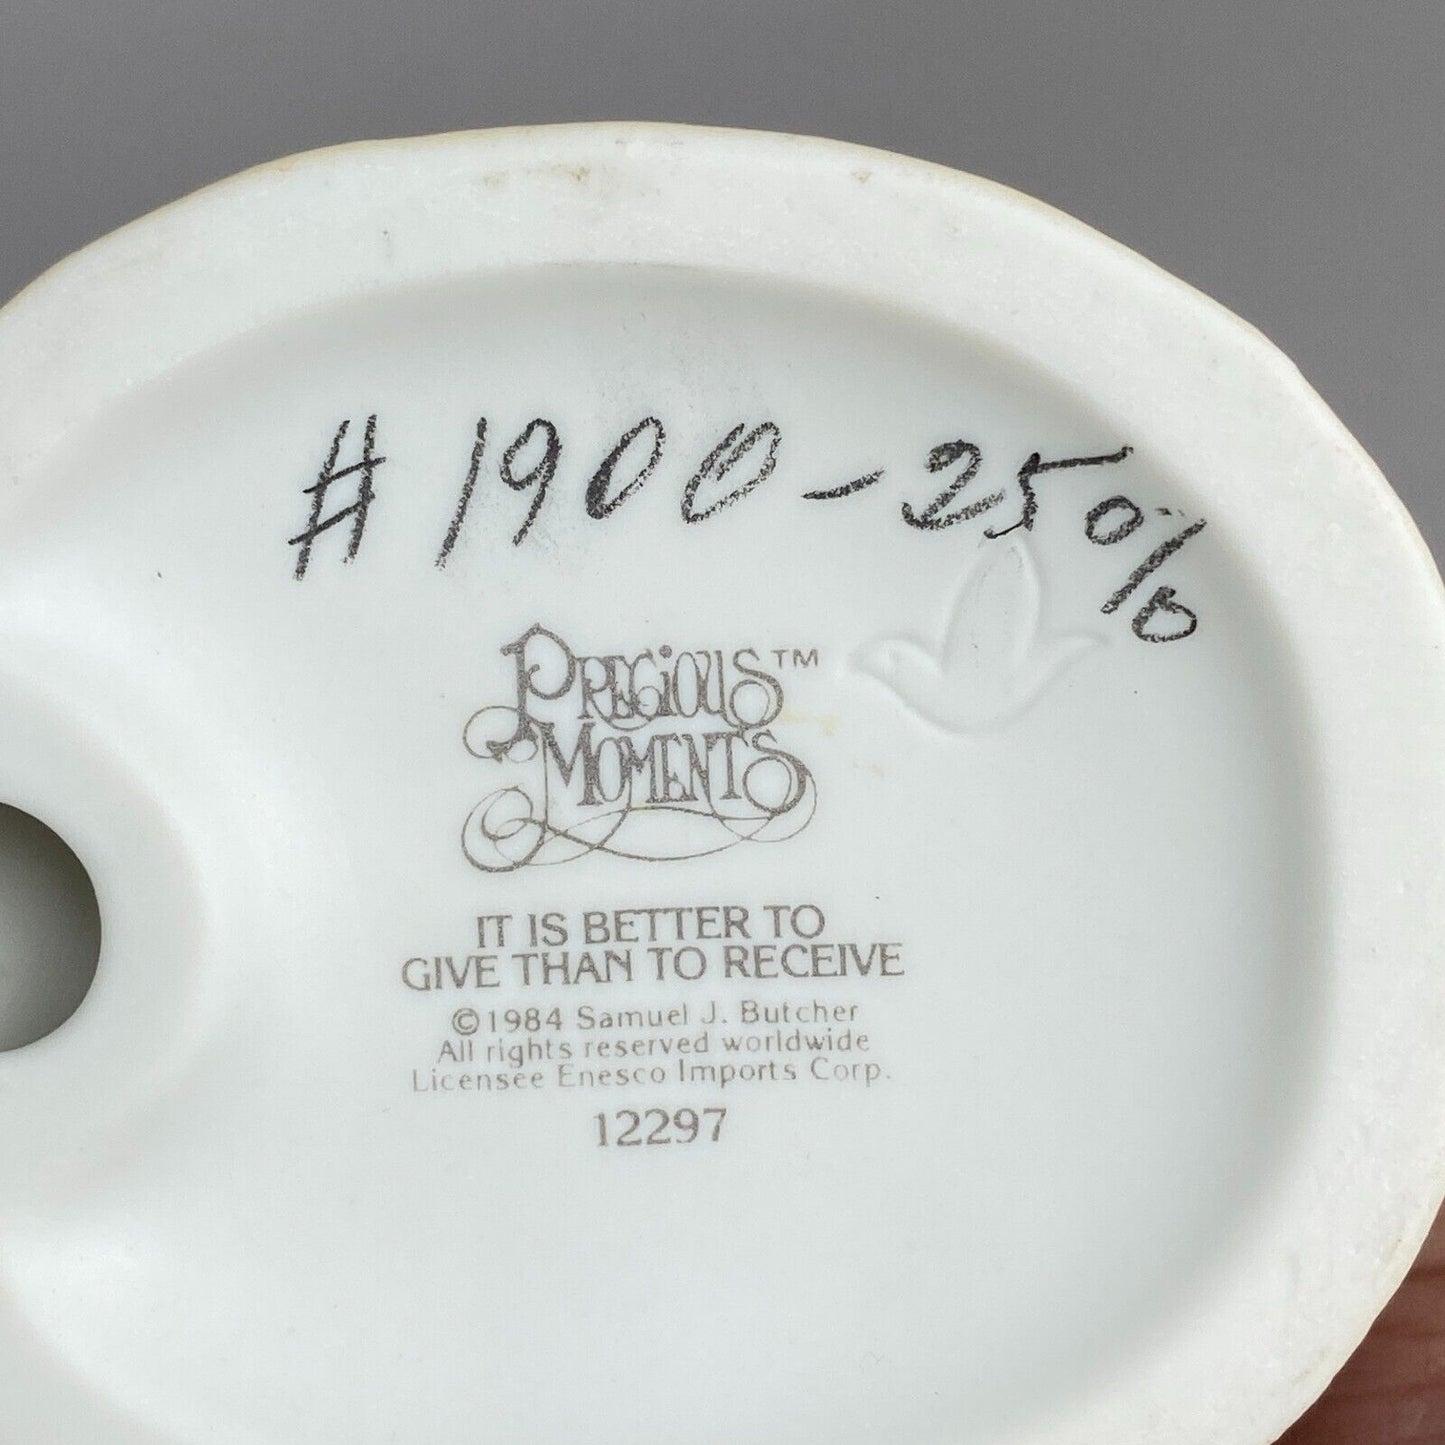 #1900-25%
PRECIOUS™
MOMENTS
IT IS BETTER TO
GIVE THAN TO RECEIVE
©1984 Samuel J. Butcher
All rights reserved worldwide
Licensee Enesco Imports Corp.
12297